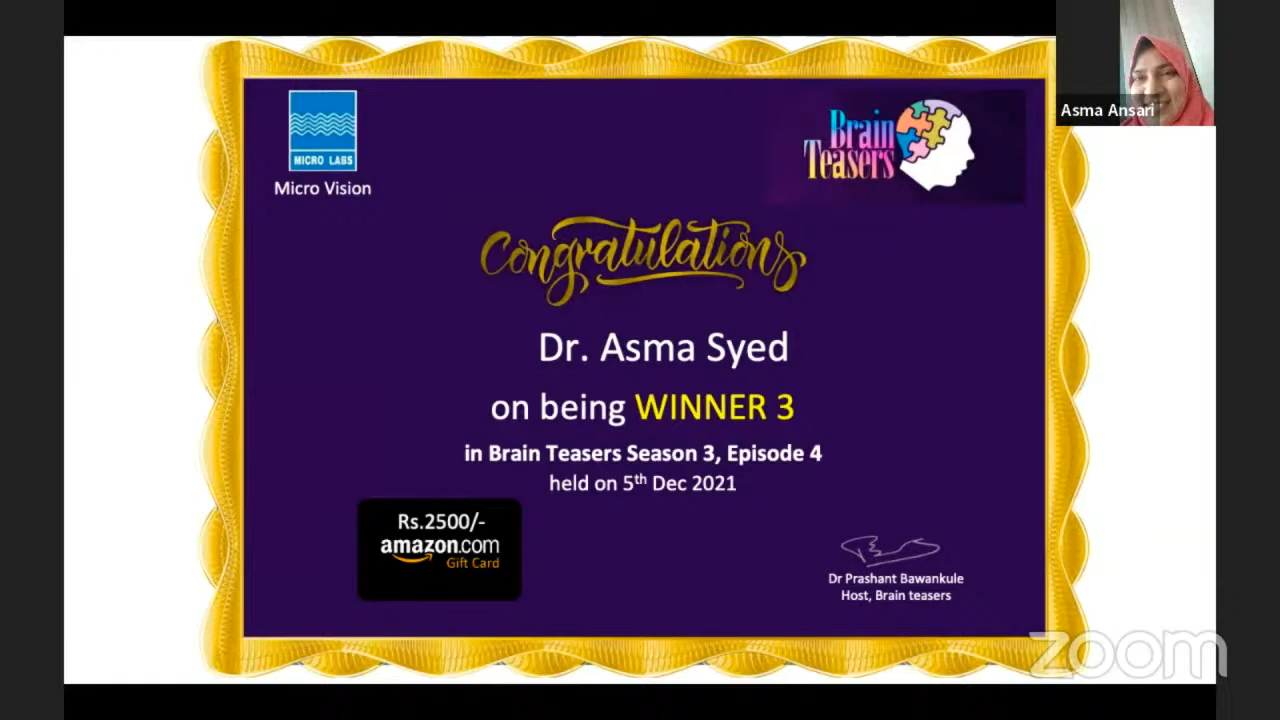 MICRO LABS
Micro Vision
Brain
Teasers
Asma Ansari
Congratulations
Dr. Asma Syed
on being WINNER 3
in Brain Teasers Season 3, Episode 4
held on 5th Dec 2021
Rs.2500/-
amazon.com
Gift Card
Dr Prashant Bawankule
Host, Brain teasers
zoom